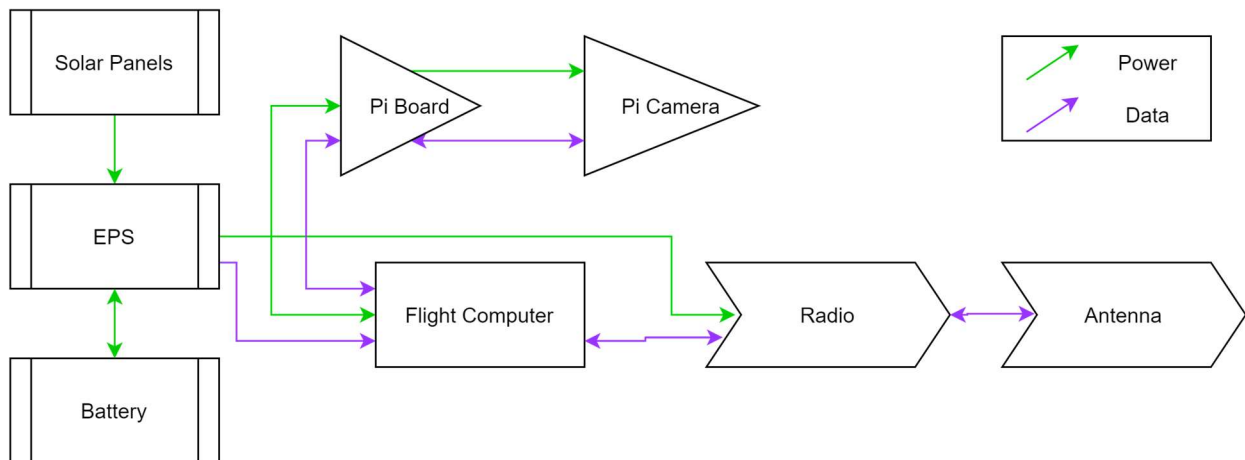 Solar Panels
Pi Board
Pi Camera
Power
Data
EPS
Flight Computer
Radio
Antenna
Battery